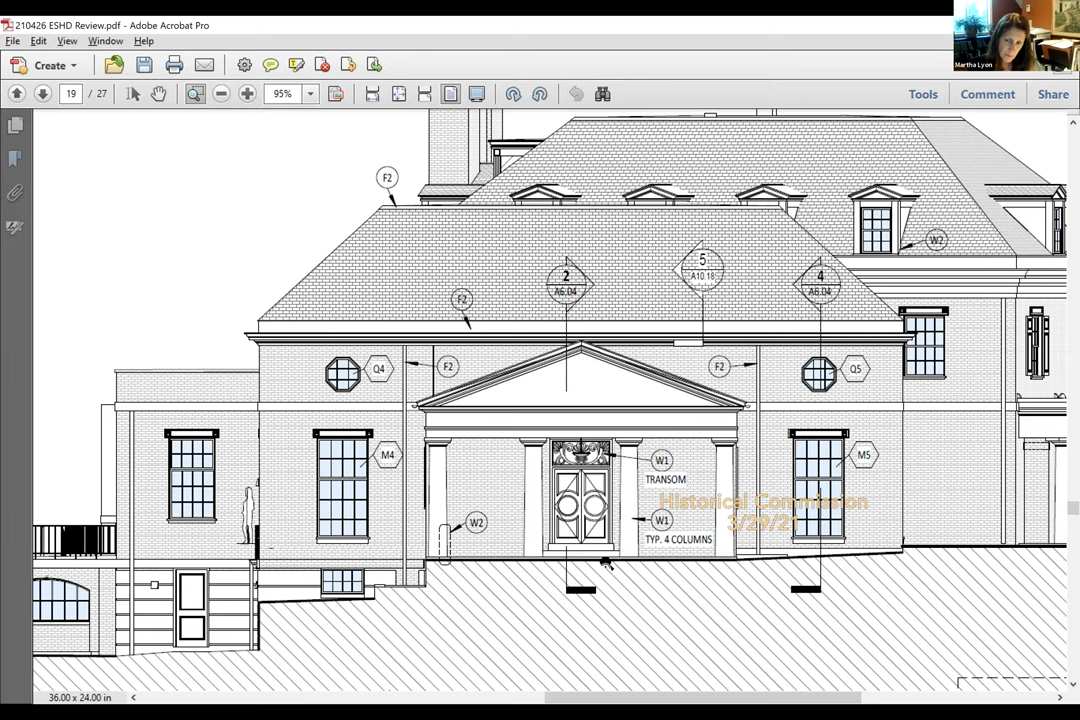 210426 ESHD Review.pdf - Adobe Acrobat Pro
File Edit View Window Help
Martha Lyon
Create
19 / 27 95% Tools Comment Share
F2
W2
5
A10.18
2
A6.04
4
A6.04
F2
Q4 F2 F2 Q5
M4 W1 M5
TRANSOM
Historical Commission
3/29/21
W2 W1
TYP. 4 COLUMNS
36.00 x 24.00 in